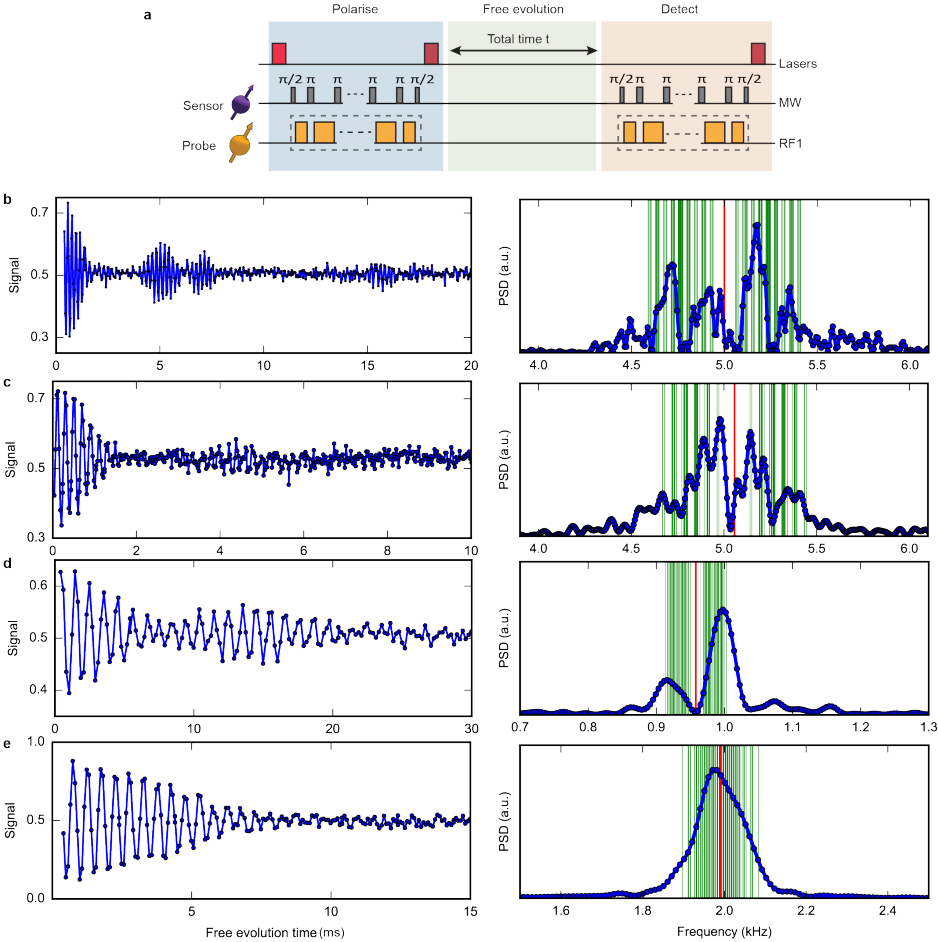 a
Polarise Free evolution Detect
Total time t
Lasers
π/2 π π π π π/2 π/2 π π π π π/2
Sensor MW
Probe RF1
b
0.7
0.5
0.3
Signal
0 5 10 15 20
PSD (a.u.)
4.0 4.5 5.0 5.5 6.0
c
0.7
0.5
0.3
Signal
0 2 4 6 8 10
PSD (a.u.)
4.0 4.5 5.0 5.5 6.0
d
0.6
0.5
0.4
Signal
0 10 20 30
PSD (a.u.)
0.7 0.8 0.9 1.0 1.1 1.2 1.3
e
1.0
0.5
0.0
Signal
5 10 15
Free evolution time (ms)
PSD (a.u.)
1.6 1.8 2.0 2.2 2.4
Frequency (kHz)